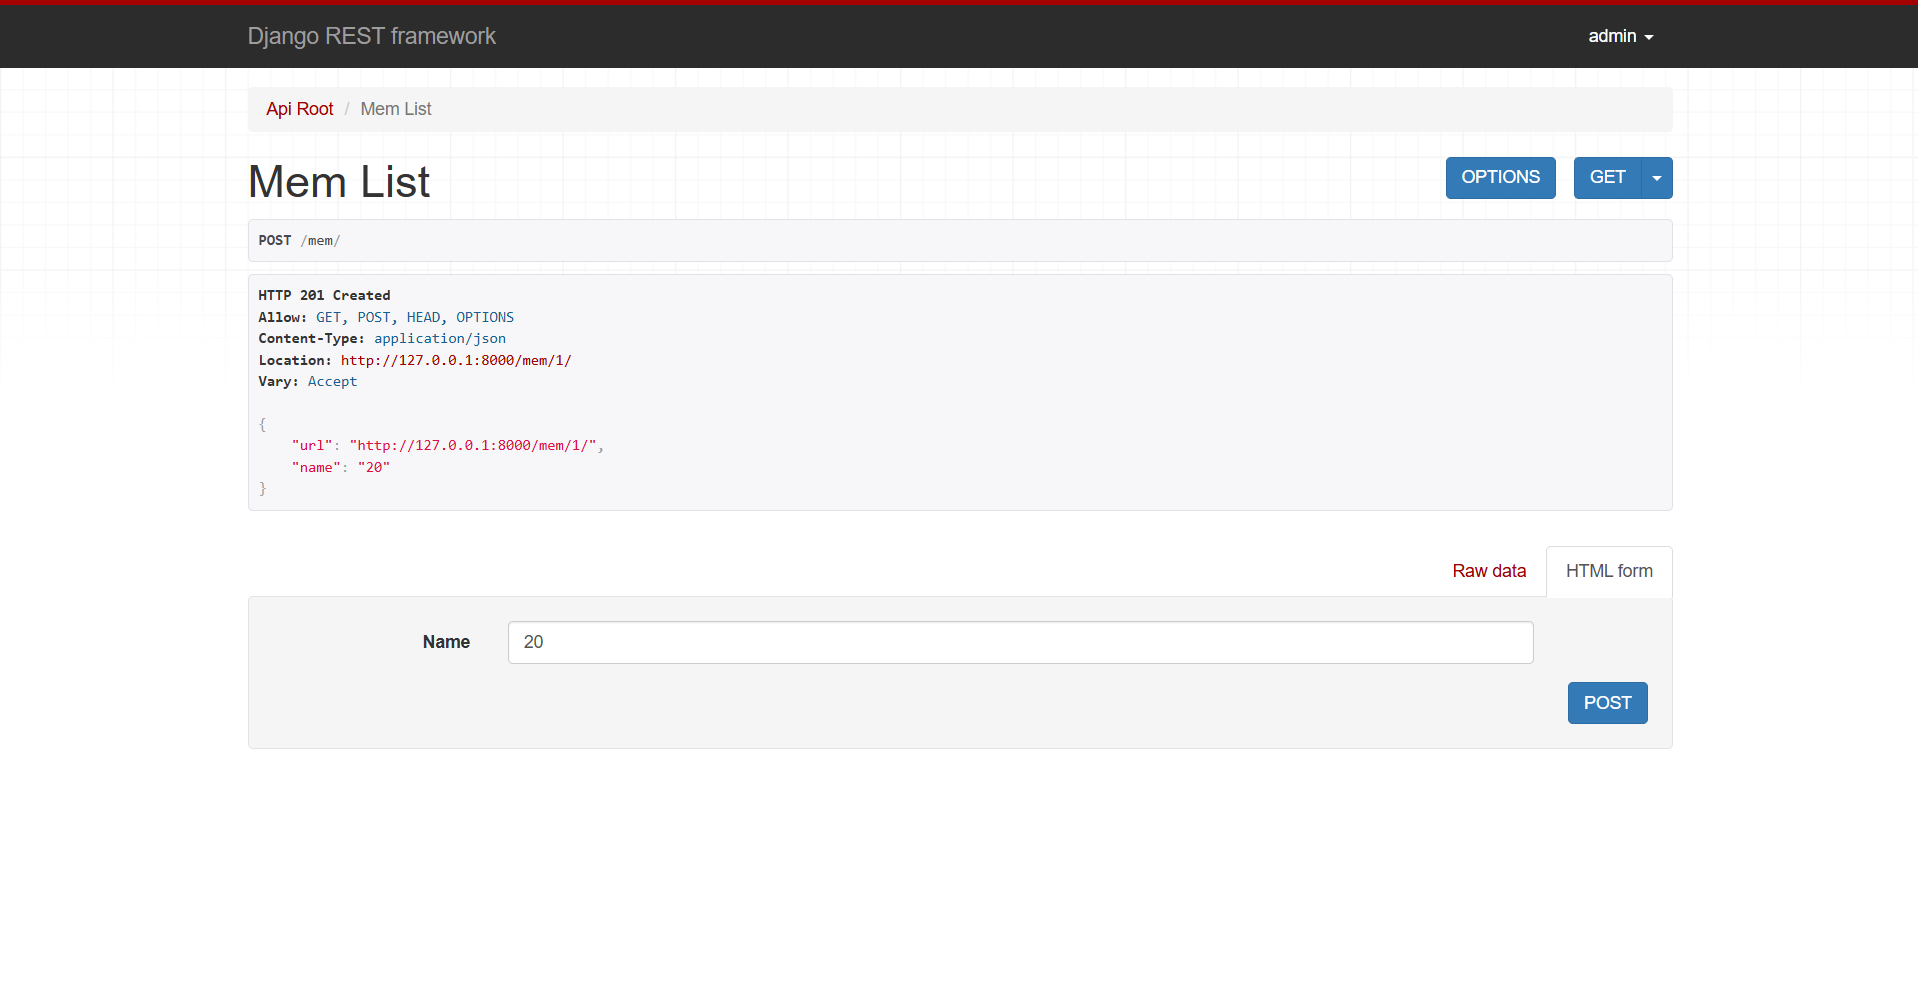 Django REST framework
admin
Api Root / Mem List
Mem List
OPTIONS
GET
POST /mem/
HTTP 201 Created
Allow: GET, POST, HEAD, OPTIONS
Content-Type: application/json
Location: http://127.0.0.1:8000/mem/1/
Vary: Accept
{
    "url": "http://127.0.0.1:8000/mem/1/",
    "name": "20"
}
Raw data
HTML form
Name
20
POST